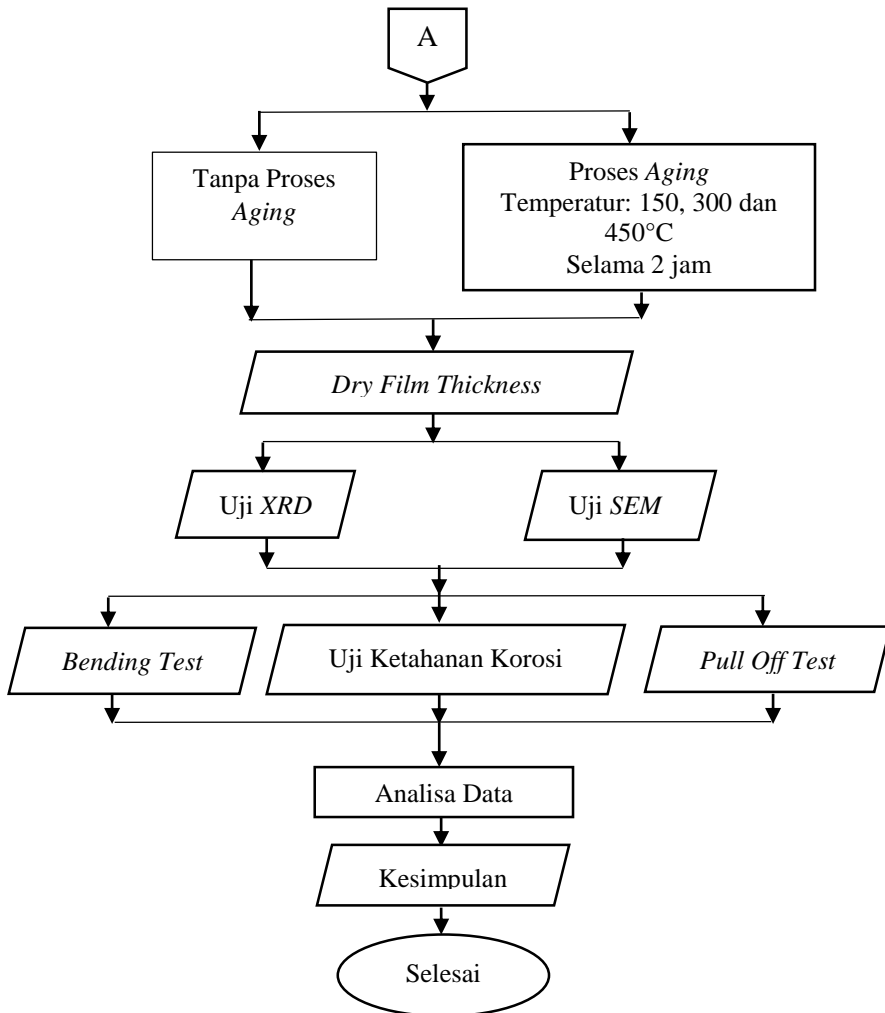 A
Tanpa Proses
Aging
Proses Aging
Temperatur: 150, 300 dan
450°C
Selama 2 jam
Dry Film Thickness
Uji XRD
Uji SEM
Bending Test
Uji Ketahanan Korosi
Pull Off Test
Analisa Data
Kesimpulan
Selesai